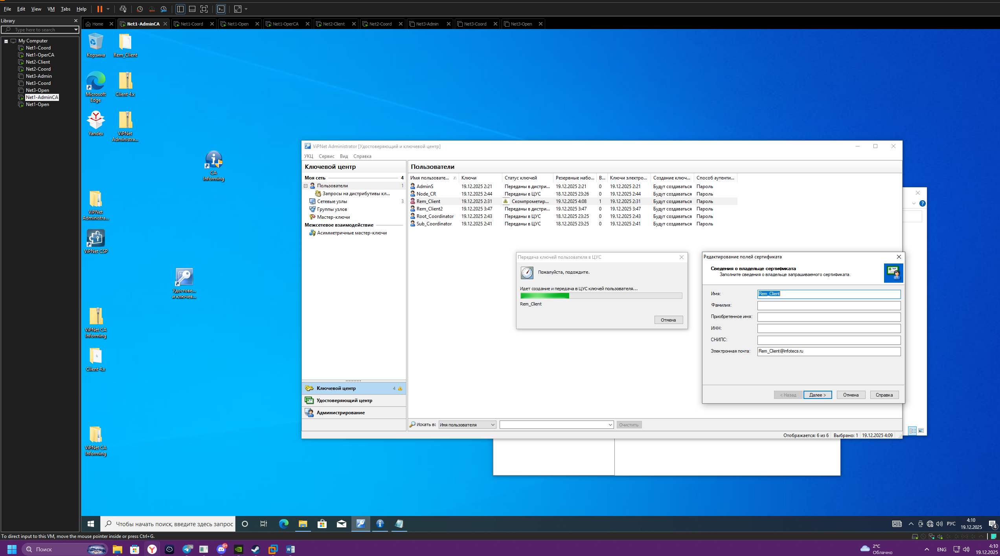 File Edit View VM Tabs Help
Library
Type here to search
My Computer
Net1-Coord
Net1-OperCA
Net2-Client
Net2-Coord
Net3-Admin
Net3-Coord
Net3-Open
Net1-AdminCA
Net1-Open
Home Net1-AdminCA Net1-Coord Net1-Open Net1-OperCA Net2-Client Net2-Coord Net3-Admin Net3-Coord Net3-Open
Корзина
Rem_Client
Microsoft Edge
Client 4.x
Yandex
ViPNet Administra...
CA Informing
ViPNet Administra...
ViPNet CSP
Удостове... и ключев...
ViPNet CA Informing
Client 4.x
ViPNet CA Informing
ViPNet Administrator [Удостоверяющий и ключевой центр]
УКЦ Сервис Вид Справка
Ключевой центр
Моя сеть 4
Пользователи 1
Запросы на дистрибутивы кл...
Сетевые узлы 3
Группы узлов
Мастер-ключи
Межсетевое взаимодействие
Асимметричные мастер-ключи
Ключевой центр 4
Удостоверяющий центр
Администрирование
Пользователи
Имя пользовате... Ключи Статус ключей Резервные набо... В... Ключи электро... Создание ключ... Способ аутенти...
AdminS 19.12.2025 2:21 Переданы в дистри... 19.12.2025 2:21 0 19.12.2025 2:21 Будут создаваться Пароль
Node_CR 19.12.2025 2:44 Переданы в ЦУС 18.12.2025 23:26 0 19.12.2025 2:44 Будут создаваться Пароль
Rem_Client 19.12.2025 2:31 Скомпрометир... 19.12.2025 4:08 1 19.12.2025 2:31 Будут создаваться Пароль
Rem_Client2 19.12.2025 3:47 Переданы в дистри... 19.12.2025 3:47 0 19.12.2025 3:47 Будут создаваться Пароль
Root_Coordinator 19.12.2025 2:43 Переданы в ЦУС 18.12.2025 23:25 0 19.12.2025 2:43 Будут создаваться Пароль
Sub_Coordinator 19.12.2025 2:41 Переданы в ЦУС 18.12.2025 23:25 0 19.12.2025 2:41 Будут создаваться Пароль
Передача ключей пользователя в ЦУС
Пожалуйста, подождите.
Идет создание и передача в ЦУС ключей пользователя...
Rem_Client
Отмена
Редактирование полей сертификата
Сведения о владельце сертификата
Заполните сведения о владельце запрашиваемого сертификата.
Имя: Rem_Client
Фамилия:
Приобретенное имя:
ИНН:
СНИЛС:
Электронная почта: Rem_Client@infotecs.ru
< Назад Далее > Отмена Справка
Искать в: Имя пользователя Очистить
Отображается: 6 из 6 Выбрано: 1 19.12.2025 4:09
Чтобы начать поиск, введите здесь запрос
РУС
4:10
19.12.2025
4
To direct input to this VM, move the mouse pointer inside or press Ctrl+G.
Поиск
76
9+
2°C
Облачно
ENG
4:10
19.12.2025